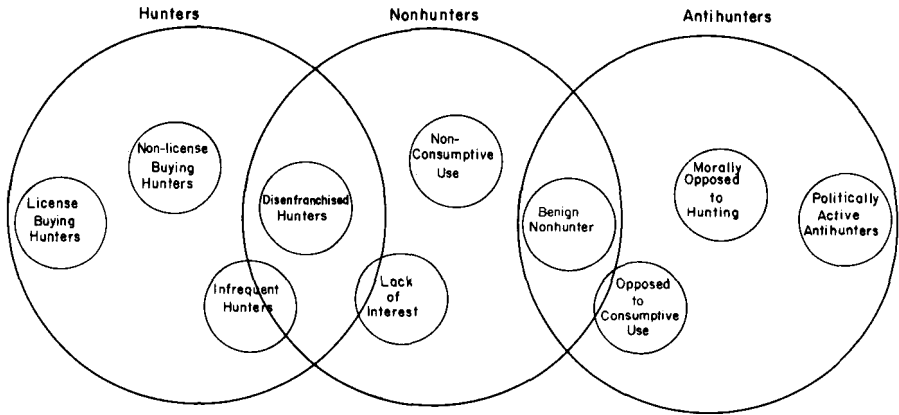 Hunters
Nonhunters
Antihunters
License
Buying
Hunters
Non-license
Buying
Hunters
Disenfranchised
Hunters
Infrequent
Hunters
Non-
Consumptive
Use
Lack
of
Interest
Benign
Nonhunter
Morally
Opposed
to
Hunting
Opposed to
Consumptive
Use
Politically
Active
Antihunters